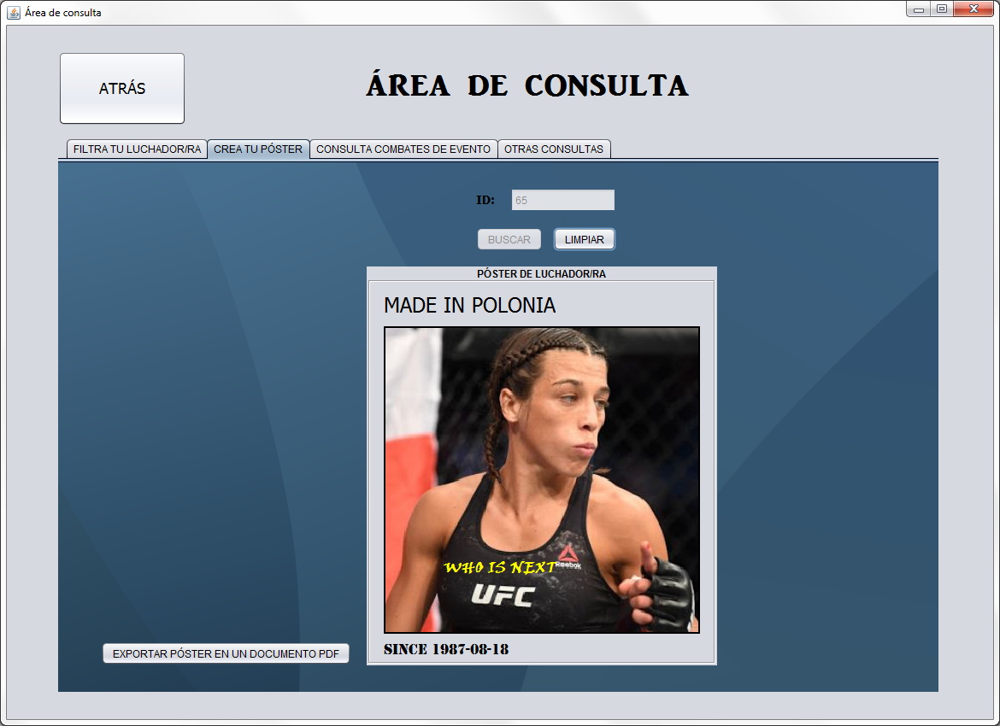 Área de consulta
ATRÁS
ÁREA DE CONSULTA
FILTRA TU LUCHADOR/RA
CREA TU PÓSTER
CONSULTA COMBATES DE EVENTO
OTRAS CONSULTAS
ID:
65
BUSCAR
LIMPIAR
PÓSTER DE LUCHADOR/RA
MADE IN POLONIA
WHO IS NEXT
Reebok
UFC
SINCE 1987-08-18
EXPORTAR PÓSTER EN UN DOCUMENTO PDF